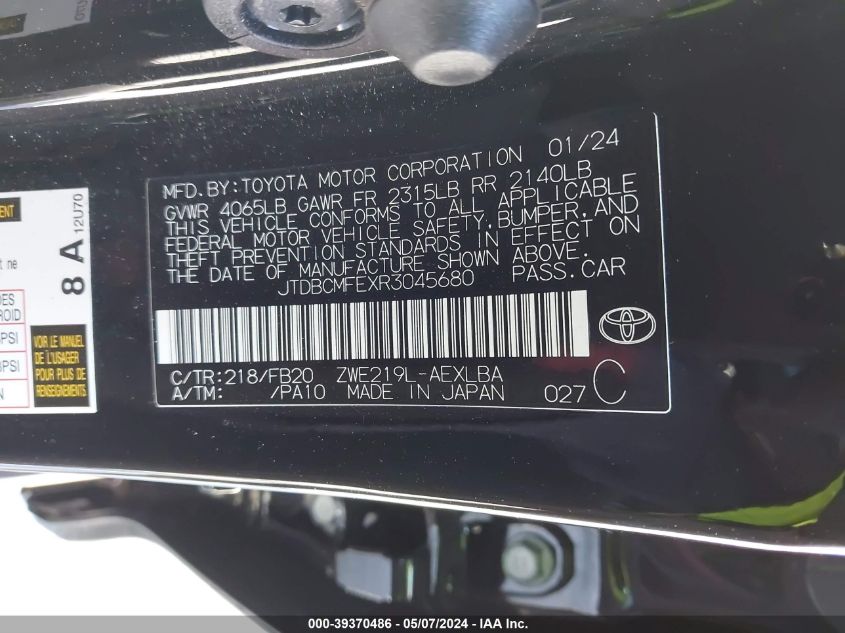 MFD. BY: TOYOTA MOTOR CORPORATION 01/24
GVWR 4065LB GAWR FR 2315LB RR 2140LB
THIS VEHICLE CONFORMS TO ALL APPLICABLE
FEDERAL MOTOR VEHICLE SAFETY, BUMPER, AND
THEFT PREVENTION STANDARDS IN EFFECT ON
THE DATE OF MANUFACTURE SHOWN ABOVE.
JTDBCMFEXR3045680 PASS. CAR
C/TR: 218/FB20 ZWE219L-AEXLBA
A/TM: /PA10 MADE IN JAPAN 027 C
8 A 12U70
VOIR LE MANUEL
DE L'USAGER
POUR PLUS DE
RENSEIGNEMENTS
000-39370486 - 05/07/2024 - IAA Inc.